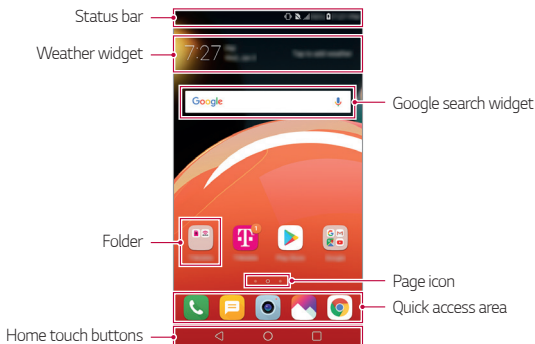 Status bar
Weather widget
7:27
Google
Google search widget
Folder
T
1
G M
Page icon
Quick access area
Home touch buttons